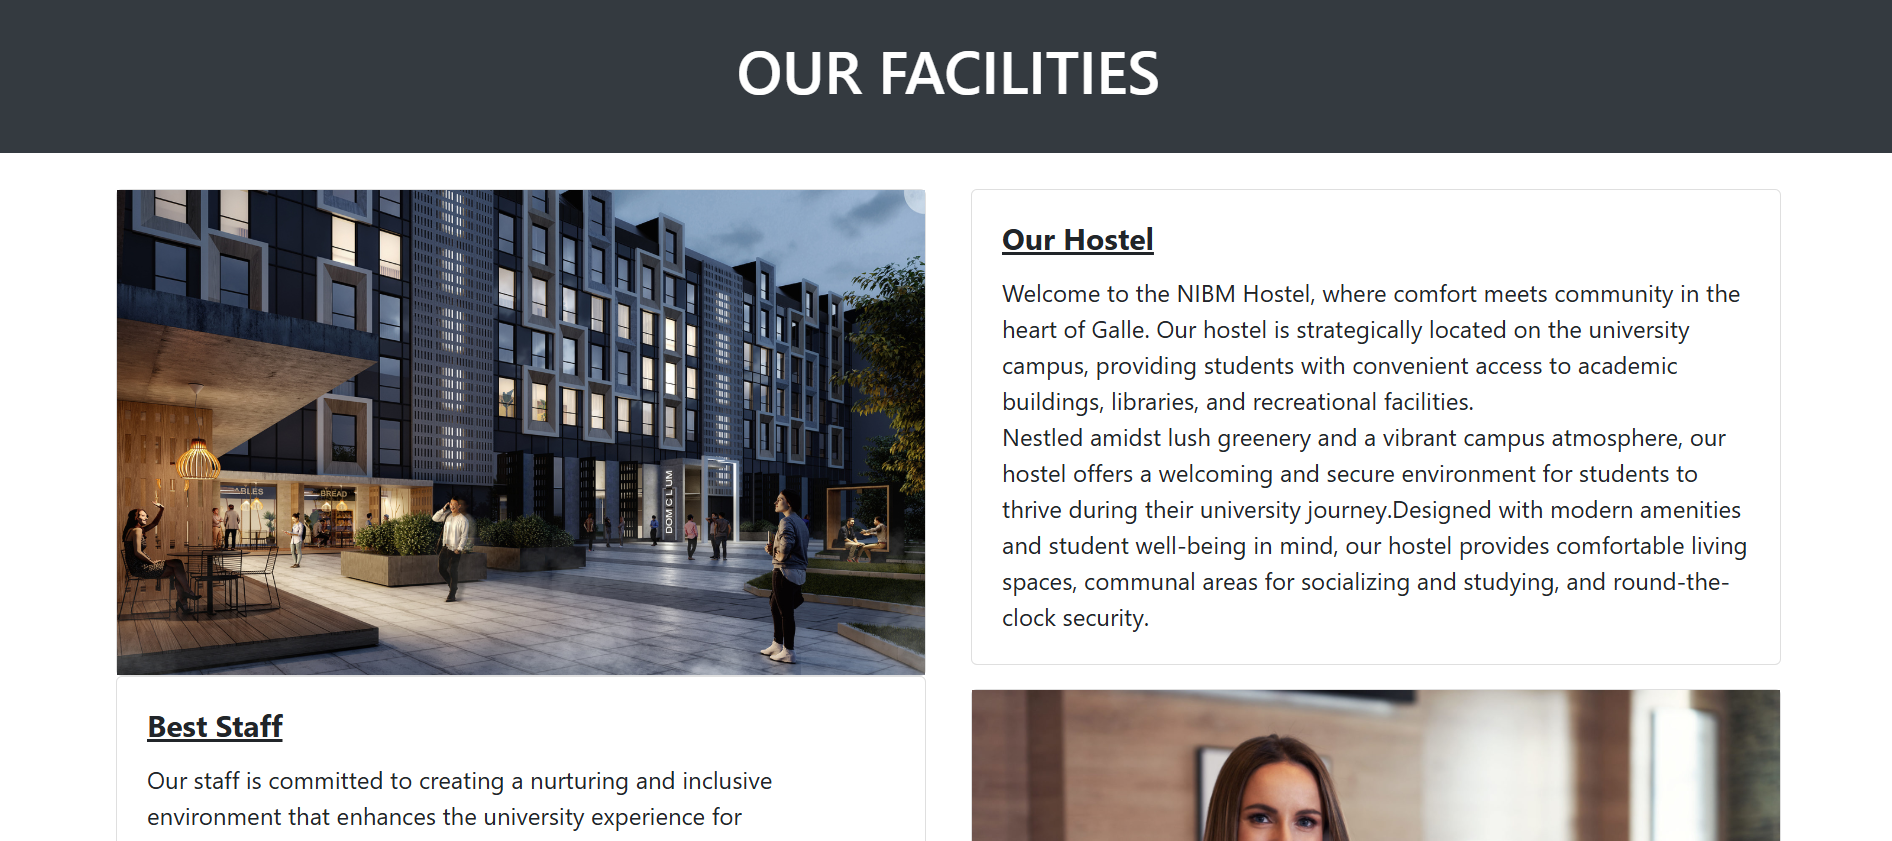 OUR FACILITIES
ABLES
BREAD
DOM C L UM
Our Hostel
Welcome to the NIBM Hostel, where comfort meets community in the
heart of Galle. Our hostel is strategically located on the university
campus, providing students with convenient access to academic
buildings, libraries, and recreational facilities.
Nestled amidst lush greenery and a vibrant campus atmosphere, our
hostel offers a welcoming and secure environment for students to
thrive during their university journey.Designed with modern amenities
and student well-being in mind, our hostel provides comfortable living
spaces, communal areas for socializing and studying, and round-the-
clock security.
Best Staff
Our staff is committed to creating a nurturing and inclusive
environment that enhances the university experience for